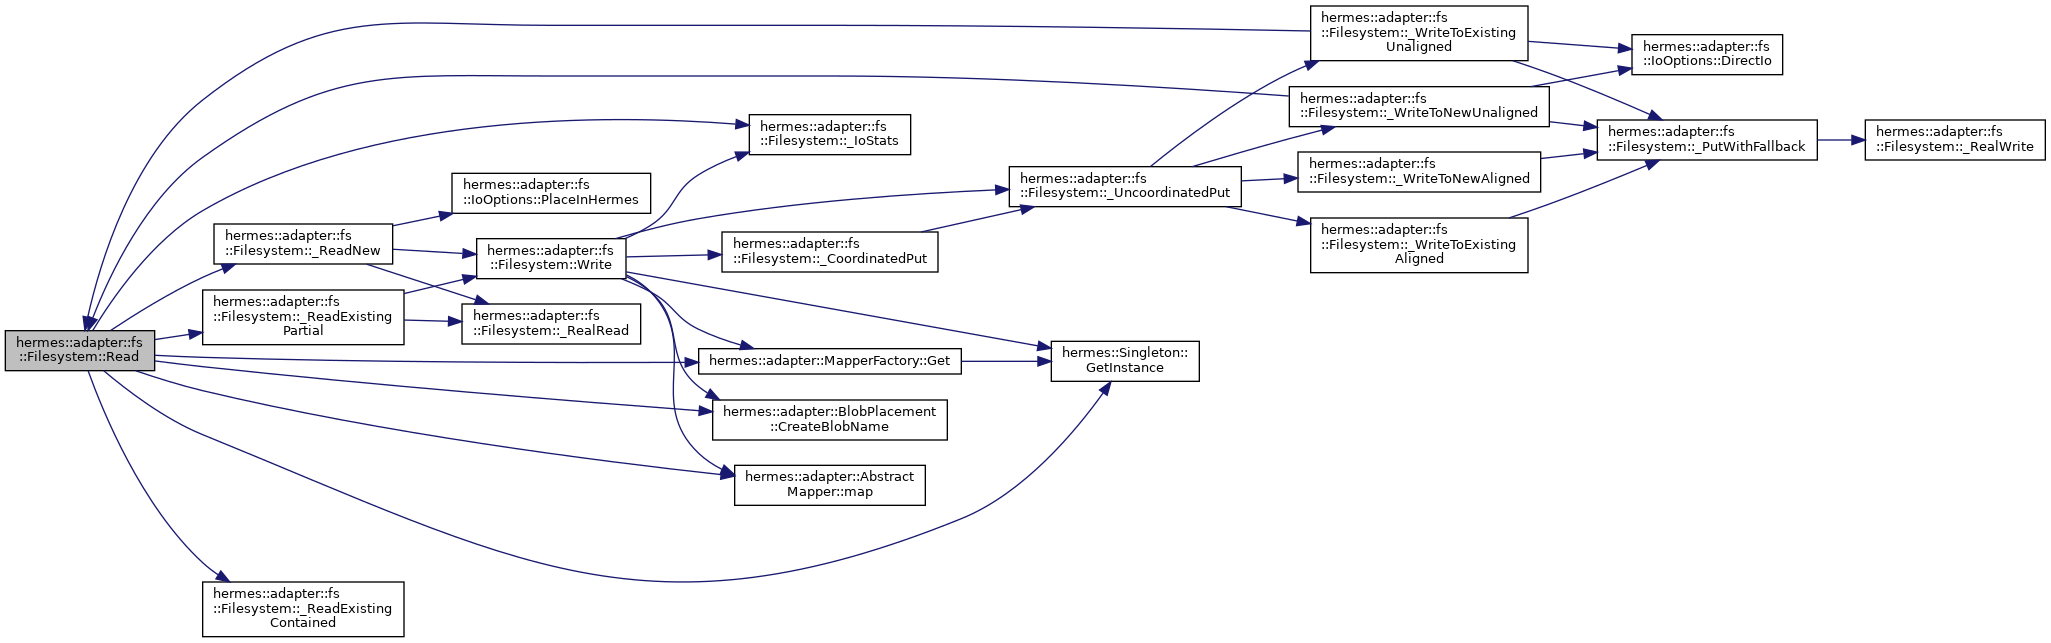 hermes::adapter::fs
::Filesystem::Read
hermes::adapter::fs
::Filesystem::_ReadNew
hermes::adapter::fs
::Filesystem::_ReadExisting
Partial
hermes::adapter::fs
::Filesystem::_ReadExisting
Contained
hermes::adapter::fs
::IoOptions::PlaceInHermes
hermes::adapter::fs
::Filesystem::Write
hermes::adapter::fs
::Filesystem::_RealRead
hermes::adapter::fs
::Filesystem::_IoStats
hermes::adapter::fs
::Filesystem::_CoordinatedPut
hermes::adapter::MapperFactory::Get
hermes::adapter::BlobPlacement
::CreateBlobName
hermes::adapter::Abstract
Mapper::map
hermes::adapter::fs
::Filesystem::_UncoordinatedPut
hermes::Singleton::
GetInstance
hermes::adapter::fs
::Filesystem::_WriteToExisting
Unaligned
hermes::adapter::fs
::Filesystem::_WriteToNewUnaligned
hermes::adapter::fs
::Filesystem::_WriteToNewAligned
hermes::adapter::fs
::Filesystem::_WriteToExisting
Aligned
hermes::adapter::fs
::IoOptions::DirectIo
hermes::adapter::fs
::Filesystem::_PutWithFallback
hermes::adapter::fs
::Filesystem::_RealWrite